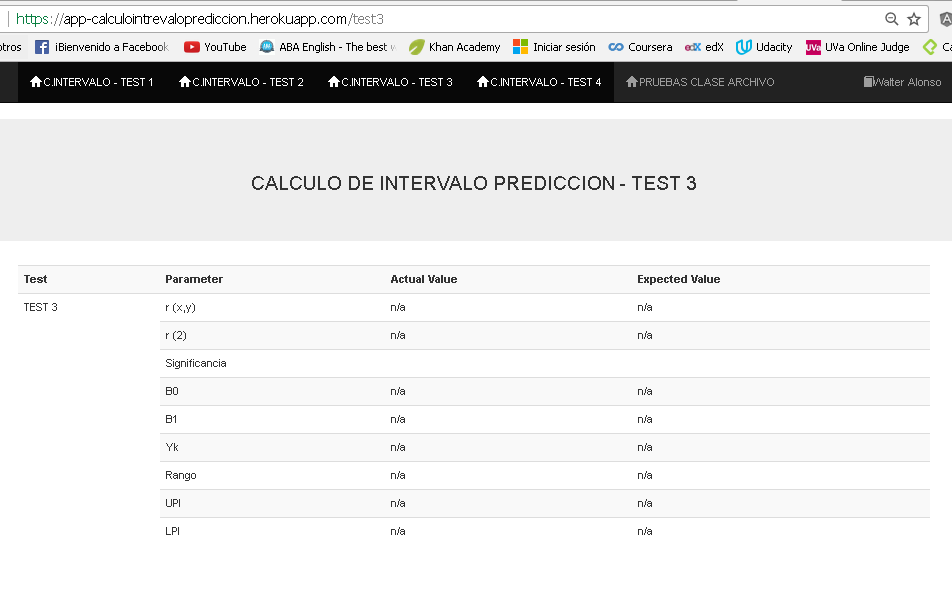 https://app-calculointrevaloprediccion.herokuapp.com/test3
otros iBienvenido a Facebook YouTube ABA English - The best w Khan Academy Iniciar sesión Coursera edX edX Udacity UVa UVa Online Judge Ca
C.INTERVALO - TEST 1 C.INTERVALO - TEST 2 C.INTERVALO - TEST 3 C.INTERVALO - TEST 4 PRUEBAS CLASE ARCHIVO Walter Alonso
CALCULO DE INTERVALO PREDICCION - TEST 3
Test Parameter Actual Value Expected Value
TEST 3 r (x,y) n/a n/a
r (2) n/a n/a
Significancia
B0 n/a n/a
B1 n/a n/a
Yk n/a n/a
Rango n/a n/a
UPI n/a n/a
LPI n/a n/a